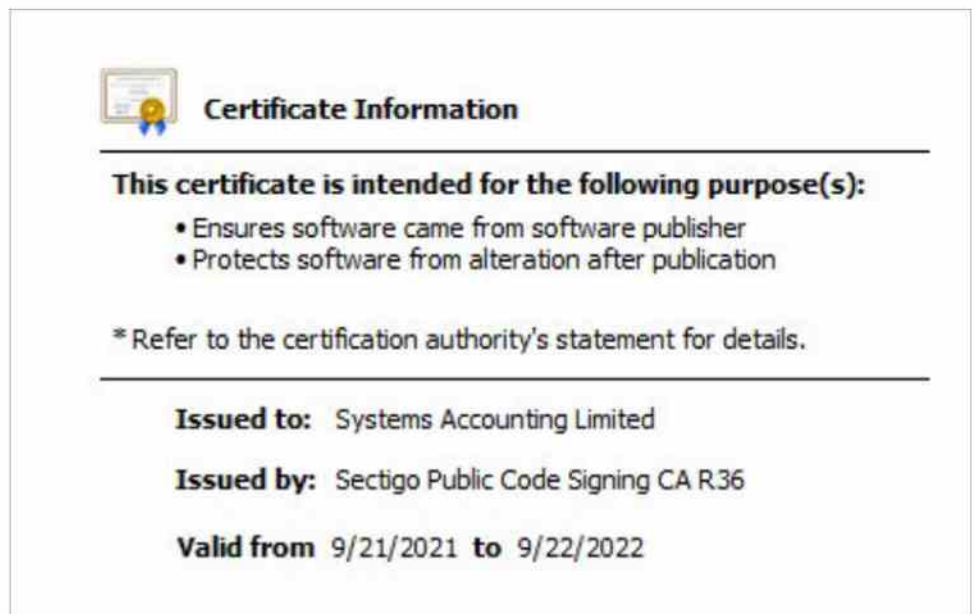 Certificate Information
This certificate is intended for the following purpose(s):
• Ensures software came from software publisher
• Protects software from alteration after publication
* Refer to the certification authority's statement for details.
Issued to: Systems Accounting Limited
Issued by: Sectigo Public Code Signing CA R36
Valid from 9/21/2021 to 9/22/2022